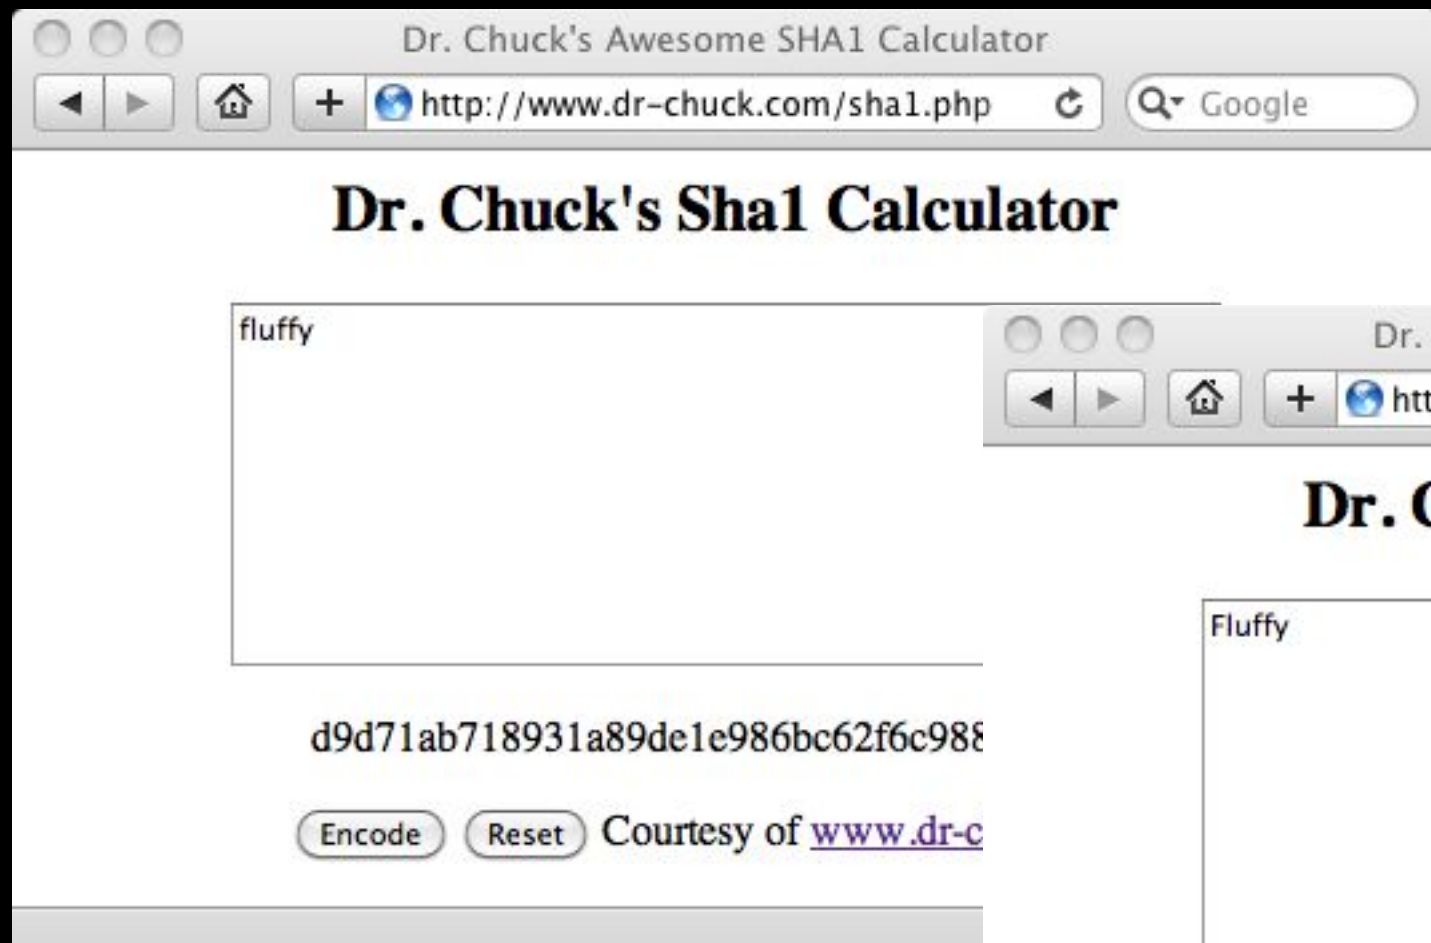 Dr. Chuck's Awesome SHA1 Calculator
http://www.dr-chuck.com/sha1.php
Google
Dr. Chuck's Sha1 Calculator
fluffy
d9d71ab718931a89de1e986bc62f6c988
Encode Reset Courtesy of www.dr-c
Dr.
htt
Dr. C
Fluffy